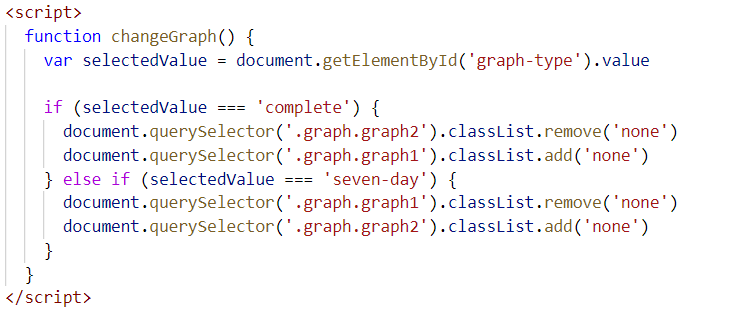 <script>
function changeGraph() {
var selectedValue = document.getElementById('graph-type').value
if (selectedValue === 'complete') {
document.querySelector('.graph.graph2').classList.remove('none')
document.querySelector('.graph.graph1').classList.add('none')
} else if (selectedValue === 'seven-day') {
document.querySelector('.graph.graph1').classList.remove('none')
document.querySelector('.graph.graph2').classList.add('none')
}
}
</script>